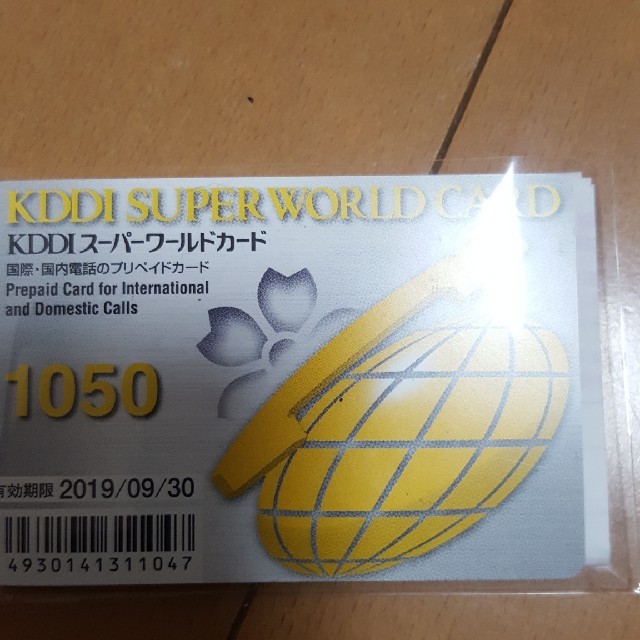 KDDI SUPER WORLD CARD
KDDIスーパーワールドカード
国際・国内電話のプリペイドカード
Prepaid Card for International
and Domestic Calls
1050
有効期限 2019/09/30
4930141311047